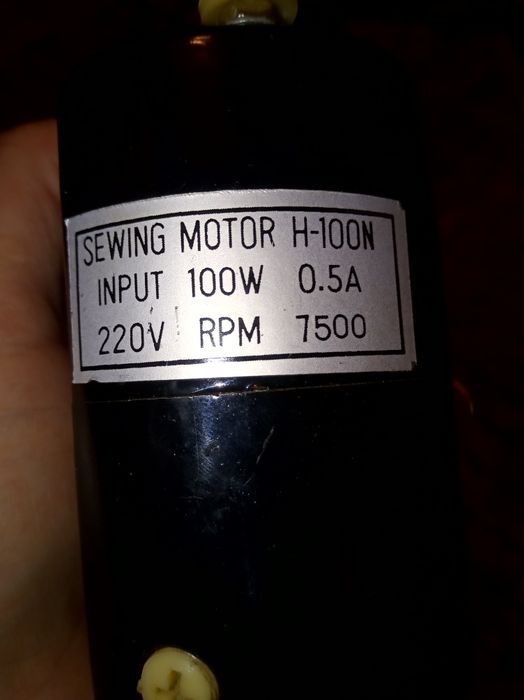 SEWING MOTOR H-100N
INPUT 100W 0.5A
220V RPM 7500